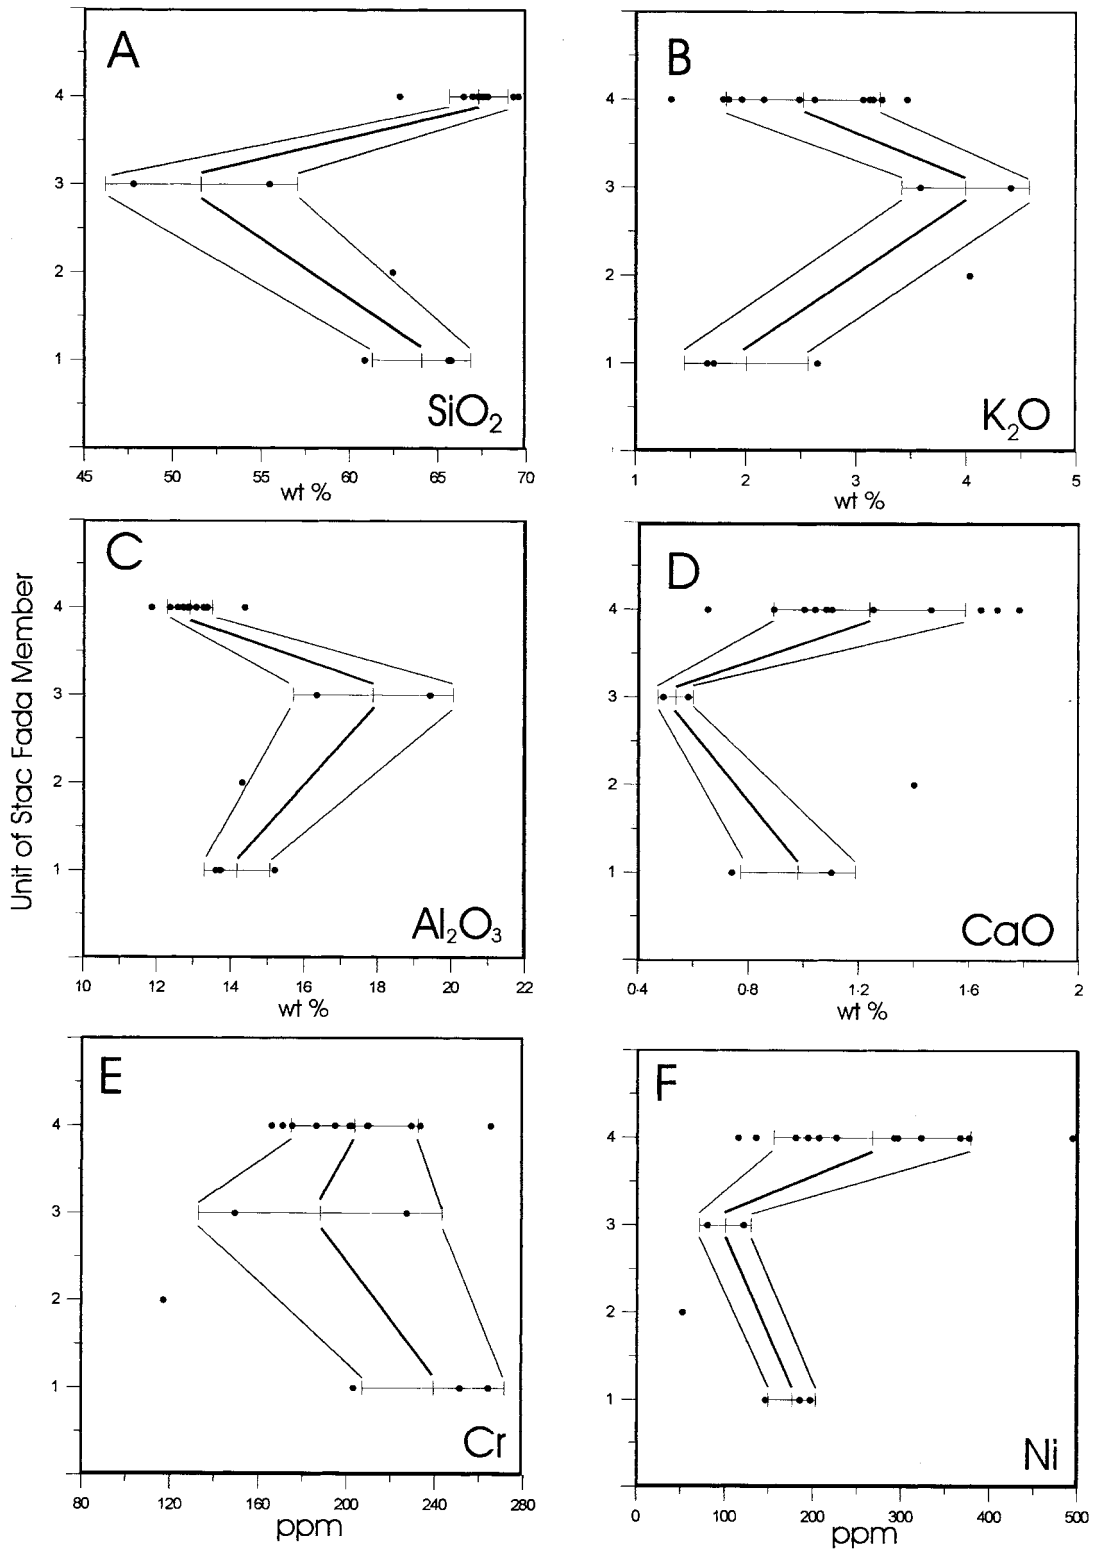 A
4
3
2
1
SiO2
45 50 55 60 65 70
wt %
B
4
3
2
1
K2O
1 2 3 4 5
wt %
Unit of Stac Fada Member
C
4
3
2
1
Al2O3
10 12 14 16 18 20 22
wt %
D
4
3
2
1
CaO
0·4 0·8 1·2 1·6 2
wt %
E
4
3
2
1
Cr
80 120 160 200 240 280
ppm
F
4
3
2
1
Ni
0 100 200 300 400 500
ppm